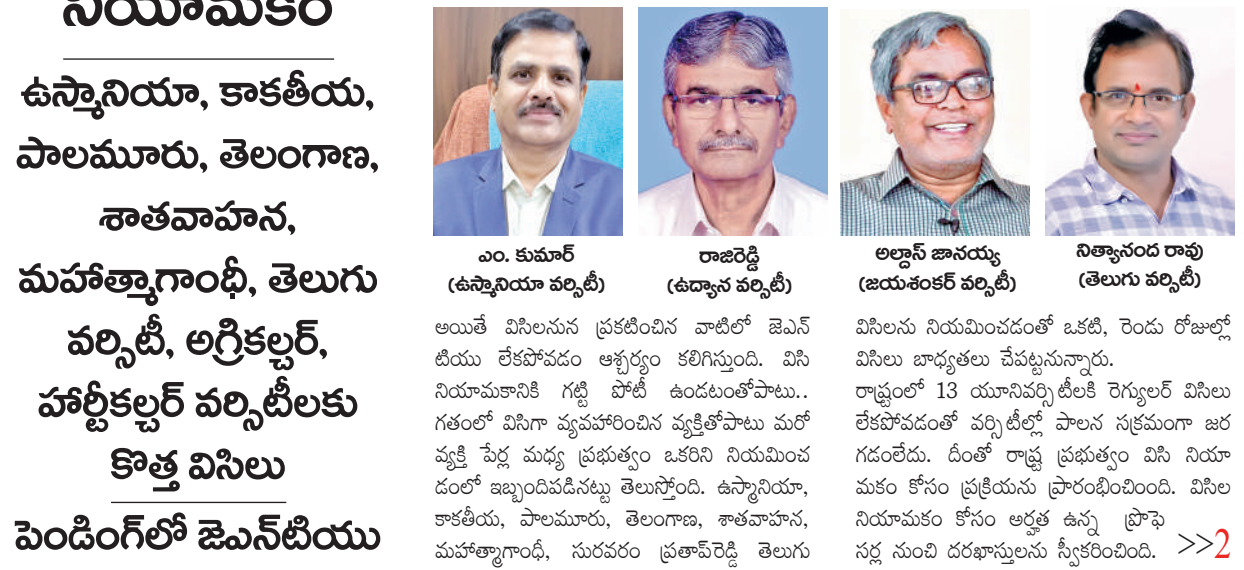 నియామకం
ఉస్మానియా, కాకతీయ,
పాలమూరు, తెలంగాణ,
శాతవాహన,
మహాత్మాగాంధీ, తెలుగు
వర్సిటీ, అగ్రికల్చర్,
హార్టీకల్చర్ వర్సిటీలకు
కొత్త విసిలు
పెండింగ్‌లో జెఎన్‌టియు
ఎం. కుమార్
(ఉస్మానియా వర్సిటీ)
రాజిరెడ్డి
(ఉద్యాన వర్సిటీ)
అల్దాస్ జానయ్య
(జయశంకర్ వర్సిటీ)
నిత్యానంద రావు
(తెలుగు వర్సిటీ)
అయితే విసిలనున ప్రకటించిన వాటిలో జెఎన్
టియు లేకపోవడం ఆశ్చర్యం కలిగిస్తుంది. విసి
నియామకానికి గట్టి పోటీ ఉండటంతోపాటు..
గతంలో విసిగా వ్యవహారించిన వ్యక్తితోపాటు మరో
వ్యక్తి పేర్ల మధ్య ప్రభుత్వం ఒకరిని నియమించ
డంలో ఇబ్బందిపడినట్టు తెలుస్తోంది. ఉస్మానియా,
కాకతీయ, పాలమూరు, తెలంగాణ, శాతవాహన,
మహాత్మాగాంధీ, సురవరం ప్రతాప్‌రెడ్డి తెలుగు
విసిలను నియమించడంతో ఒకటి, రెండు రోజుల్లో
విసిలు బాధ్యతలు చేపట్టనున్నారు.
రాష్ట్రంలో 13 యూనివర్సిటీలకి రెగ్యులర్ విసిలు
లేకపోవడంతో వర్సిటీల్లో పాలన సక్రమంగా జర
గడంలేదు. దీంతో రాష్ట్ర ప్రభుత్వం విసి నియా
మకం కోసం ప్రక్రియను ప్రారంభించింంది. విసిల
నియామకం కోసం అర్హత ఉన్న ప్రొఫె
సర్ల నుంచి దరఖాస్తులను స్వీకరించింది. >>2